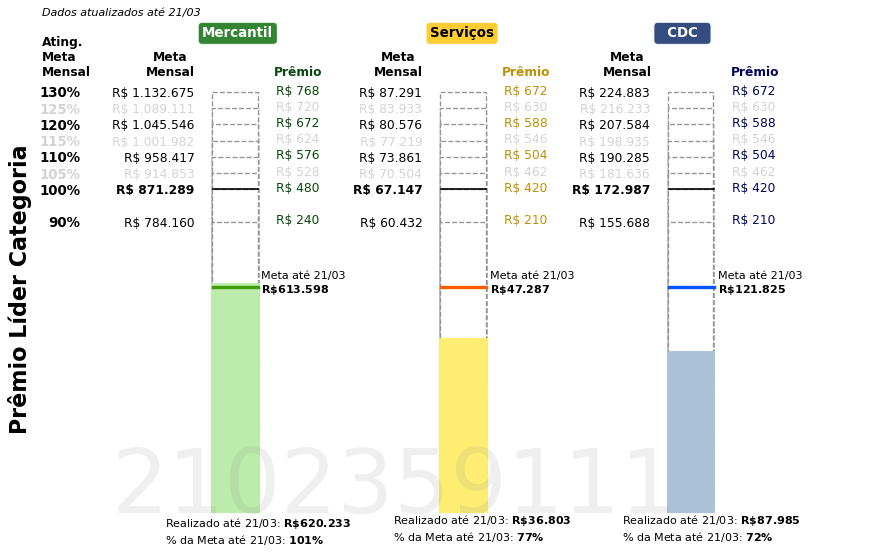 Dados atualizados até 21/03
Mercantil
Serviços
CDC
Ating.
Meta
Mensal
Meta
Mensal
Prêmio
Meta
Mensal
Prêmio
Meta
Mensal
Prêmio
130% R$ 1.132.675 R$ 768 R$ 87.291 R$ 672 R$ 224.883 R$ 672
125% R$ 1.089.111 R$ 720 R$ 83.933 R$ 630 R$ 216.233 R$ 630
120% R$ 1.045.546 R$ 672 R$ 80.576 R$ 588 R$ 207.584 R$ 588
115% R$ 1.001.982 R$ 624 R$ 77.219 R$ 546 R$ 198.935 R$ 546
110% R$ 958.417 R$ 576 R$ 73.861 R$ 504 R$ 190.285 R$ 504
105% R$ 914.853 R$ 528 R$ 70.504 R$ 462 R$ 181.636 R$ 462
100% R$ 871.289 R$ 480 R$ 67.147 R$ 420 R$ 172.987 R$ 420
90% R$ 784.160 R$ 240 R$ 60.432 R$ 210 R$ 155.688 R$ 210
Meta até 21/03
R$613.598
Meta até 21/03
R$47.287
Meta até 21/03
R$121.825
Prêmio Líder Categoria
2102359111
Realizado até 21/03: R$620.233
% da Meta até 21/03: 101%
Realizado até 21/03: R$36.803
% da Meta até 21/03: 77%
Realizado até 21/03: R$87.985
% da Meta até 21/03: 72%